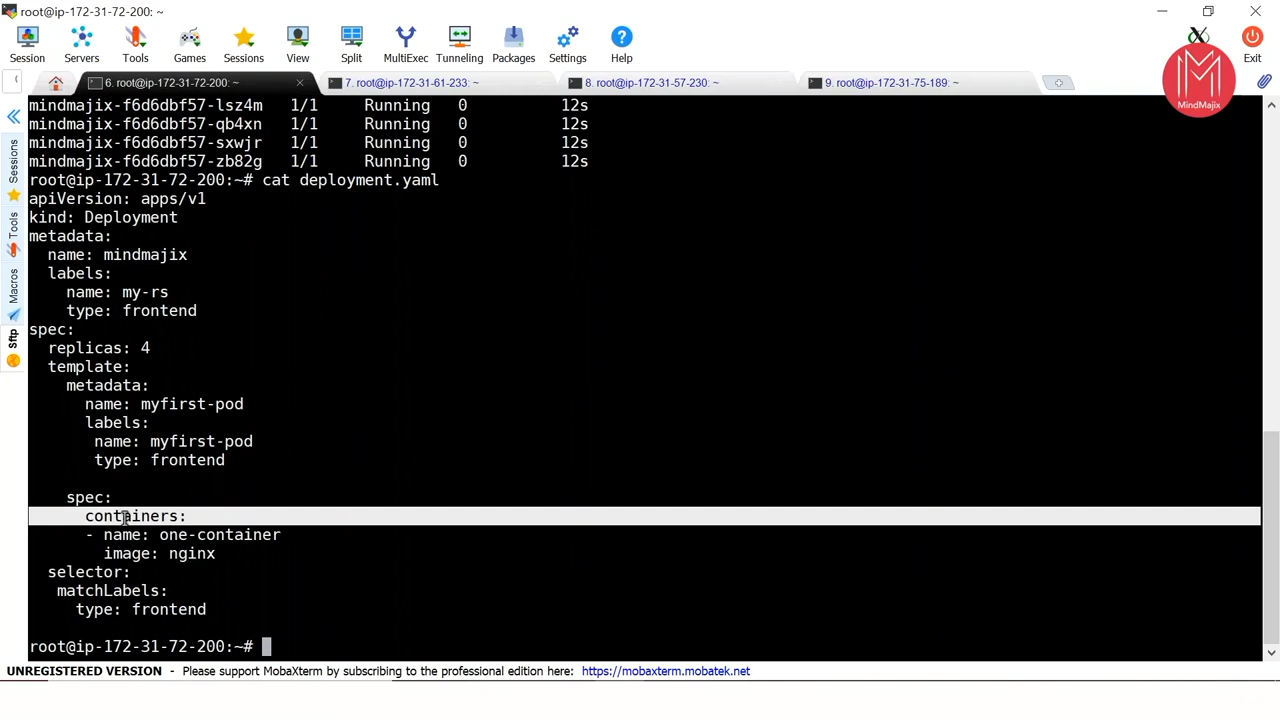 root@ip-172-31-72-200: ~
Session
Servers
Tools
Games
Sessions
View
Split
MultiExec
Tunneling
Packages
Settings
Help
X server
Exit
6. root@ip-172-31-72-200: ~
7. root@ip-172-31-61-233: ~
8. root@ip-172-31-57-230: ~
9. root@ip-172-31-75-189: ~
MindMajix
Sessions
Tools
Macros
Sftp
mindmajix-f6d6dbf57-lsz4m 1/1 Running 0 12s
mindmajix-f6d6dbf57-qb4xn 1/1 Running 0 12s
mindmajix-f6d6dbf57-sxwjr 1/1 Running 0 12s
mindmajix-f6d6dbf57-zb82g 1/1 Running 0 12s
root@ip-172-31-72-200:~# cat deployment.yaml
apiVersion: apps/v1
kind: Deployment
metadata:
  name: mindmajix
  labels:
    name: my-rs
    type: frontend
spec:
  replicas: 4
  template:
    metadata:
      name: myfirst-pod
      labels:
       name: myfirst-pod
       type: frontend
    spec:
      containers:
      - name: one-container
        image: nginx
  selector:
   matchLabels:
     type: frontend
root@ip-172-31-72-200:~#
UNREGISTERED VERSION - Please support MobaXterm by subscribing to the professional edition here: https://mobaxterm.mobatek.net